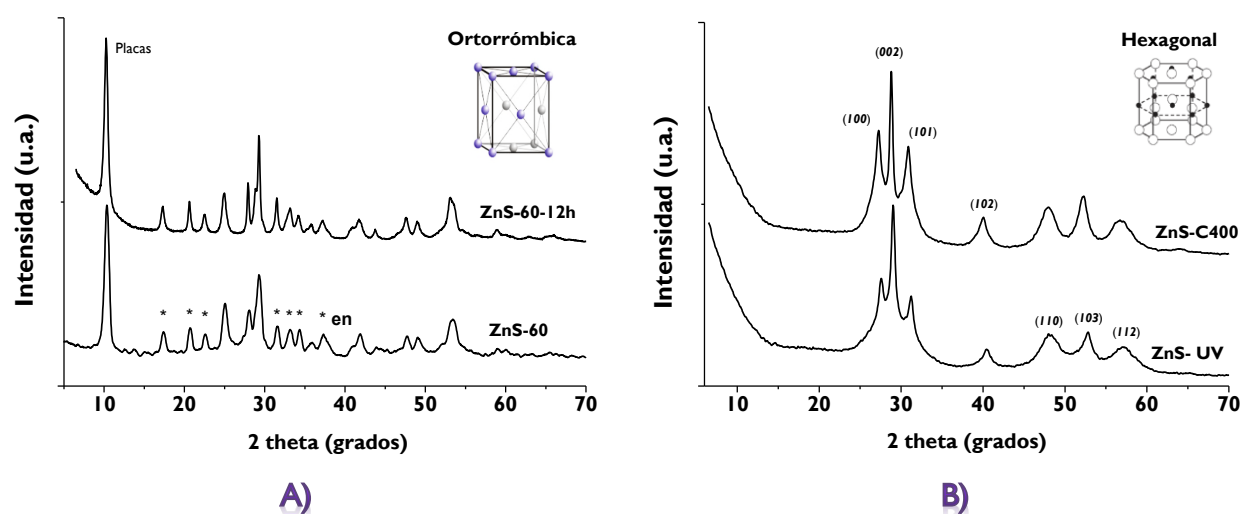 Placas
Ortorrómbica
ZnS-60-12h
* * * * * * * en
ZnS-60
Intensidad (u.a.)
10 20 30 40 50 60 70
2 theta (grados)
A)
Hexagonal
(002)
(100)
(101)
(102)
ZnS-C400
(110)
(103)
(112)
ZnS- UV
Intensidad (u.a.)
10 20 30 40 50 60 70
2 theta (grados)
B)